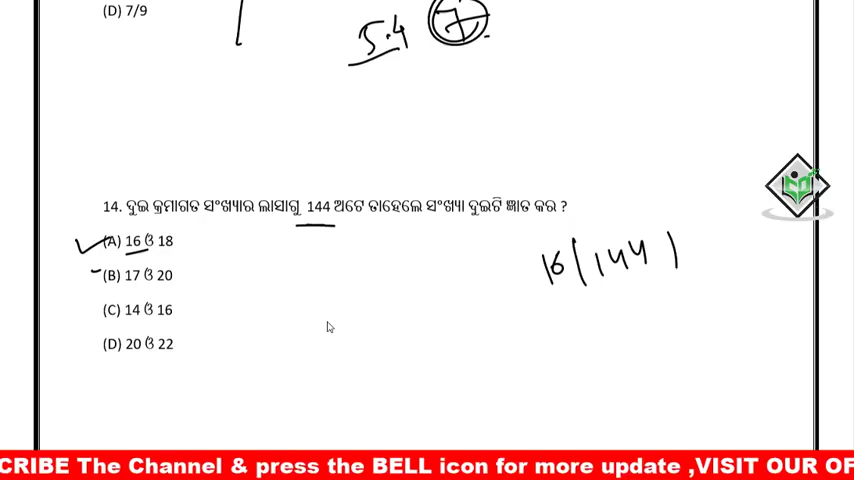 (D) 7/9
5.4
14. ଦୁଇ କ୍ରମାଗତ ସଂଖ୍ୟାର ଲାସାଗୁ 144 ଅଟେ ତାହେଲେ ସଂଖ୍ୟା ଦୁଇଟି ଜ୍ଞାତ କର ?
(A) 16 ଓ 18
16 ( 144 )
(B) 17 ଓ 20
(C) 14 ଓ 16
(D) 20 ଓ 22
CRIBE The Channel & press the BELL icon for more update ,VISIT OUR OF